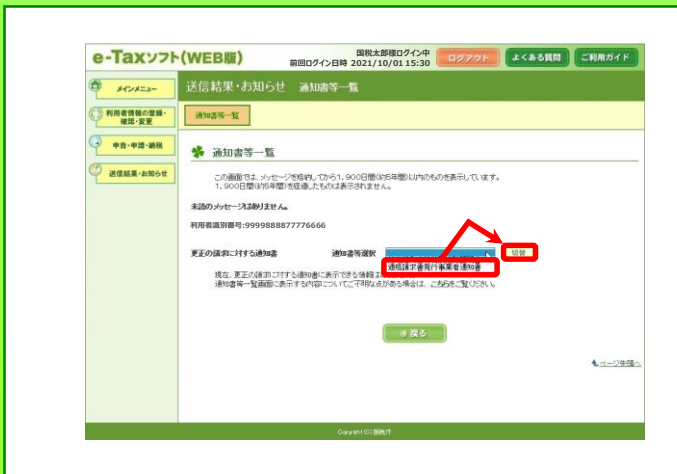 e-Taxソフト(WEB版)
国税太郎様ログイン中
前回ログイン日時 2021/10/01 15:30
ログアウト
よくある質問
ご利用ガイド
メインメニュー
利用者情報の登録・
確認・変更
申告・申請・納税
送信結果・お知らせ
送信結果・お知らせ 通知書等一覧
通知書等一覧
通知書等一覧
この画面では、メッセージを格納してから1,900日間(約5年間)以内のものを表示しています。
1,900日間(約5年間)を経過したものは表示されません。
未読のメッセージはありません。
利用者識別番号:9999888877776666
更正の請求に対する通知書 通知書等選択 切替
適格請求書発行事業者通知書
現在、更正の請求に対する通知書に表示できる情報
通知書等一覧画面に表示する内容についてご不明な点がある場合は、こちらをご覧ください。
戻る
ページ先頭へ
Copyright (C) 国税庁